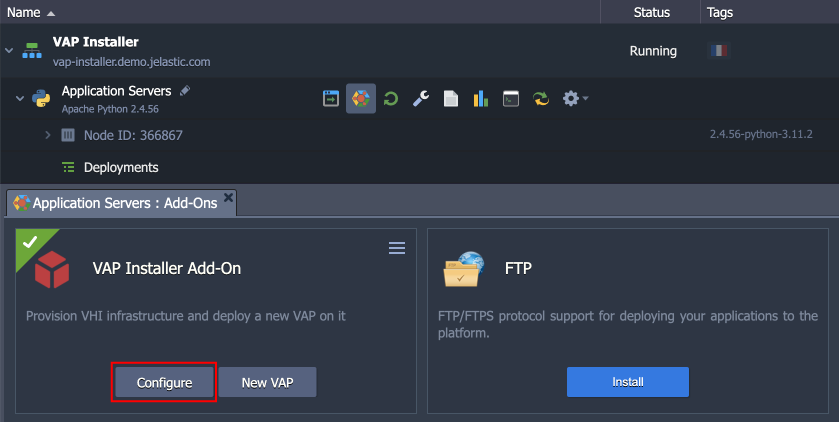 Name Status Tags
VAP Installer
vap-installer.demo.jelastic.com
Running
Application Servers
Apache Python 2.4.56
Node ID: 366867
2.4.56-python-3.11.2
Deployments
Application Servers : Add-Ons
VAP Installer Add-On
Provision VHI infrastructure and deploy a new VAP on it
Configure
New VAP
FTP
FTP/FTPS protocol support for deploying your applications to the
platform.
Install